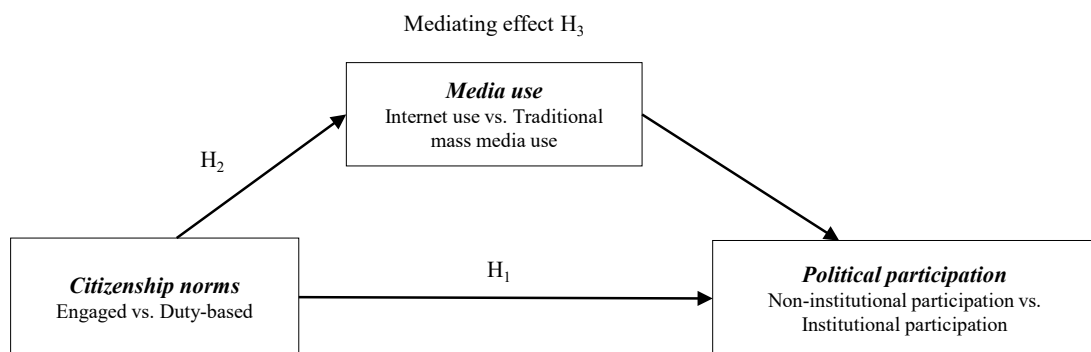 Mediating effect H₃
Media use
Internet use vs. Traditional
mass media use
H₂
Citizenship norms
Engaged vs. Duty-based
H₁
Political participation
Non-institutional participation vs.
Institutional participation